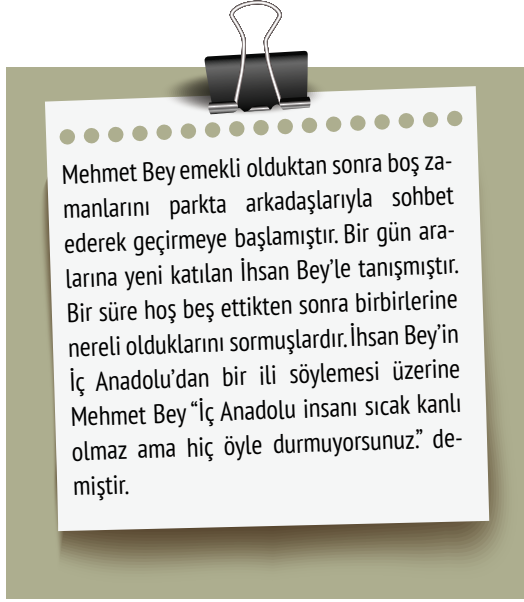 Mehmet Bey emekli olduktan sonra boş za-
manlarını parkta arkadaşlarıyla sohbet
ederek geçirmeye başlamıştır. Bir gün ara-
larına yeni katılan İhsan Bey’le tanışmıştır.
Bir süre hoş beş ettikten sonra birbirlerine
nereli olduklarını sormuşlardır. İhsan Bey’in
İç Anadolu’dan bir ili söylemesi üzerine
Mehmet Bey “İç Anadolu insanı sıcak kanlı
olmaz ama hiç öyle durmuyorsunuz.” de-
miştir.